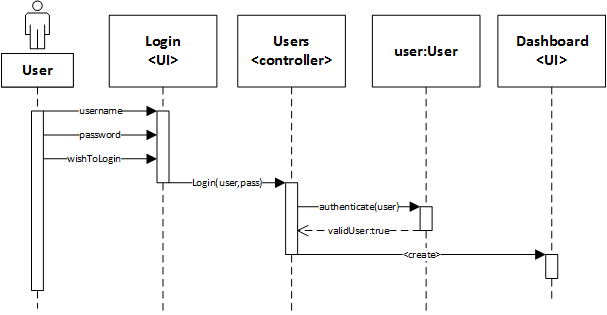 User
Login
<UI>
Users
<controller>
user:User
Dashboard
<UI>
username
password
wishToLogin
Login(user,pass)
authenticate(user)
validUser:true
<create>